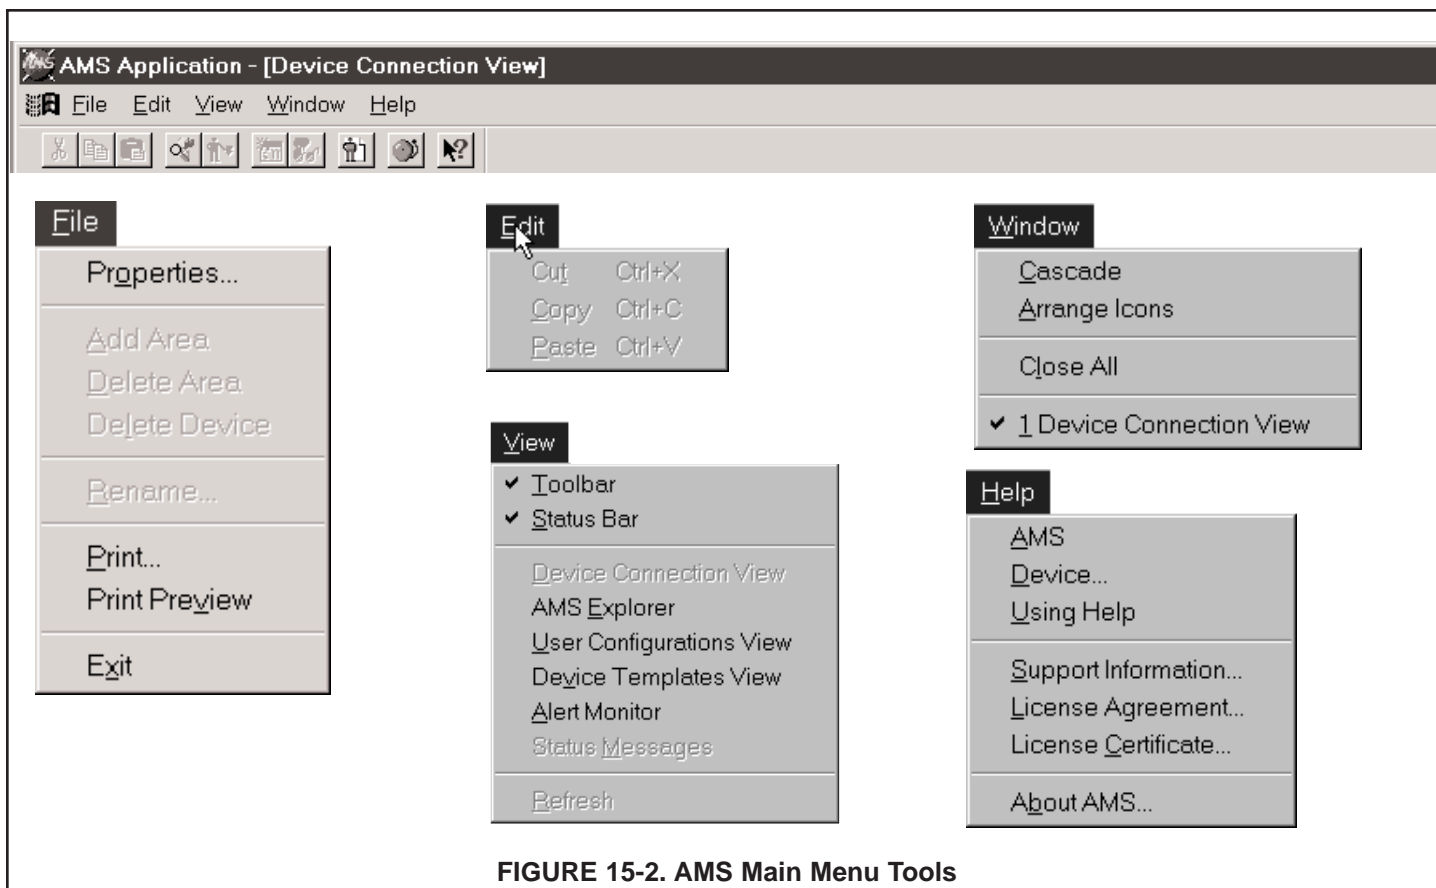 AMS Application - [Device Connection View]
File Edit View Window Help
File
Properties...
Add Area
Delete Area
Delete Device
Rename...
Print...
Print Preview
Exit
Edit
Cut Ctrl+X
Copy Ctrl+C
Paste Ctrl+V
View
Toolbar
Status Bar
Device Connection View
AMS Explorer
User Configurations View
Device Templates View
Alert Monitor
Status Messages
Refresh
Window
Cascade
Arrange Icons
Close All
1 Device Connection View
Help
AMS
Device...
Using Help
Support Information...
License Agreement...
License Certificate...
About AMS...
FIGURE 15-2. AMS Main Menu Tools